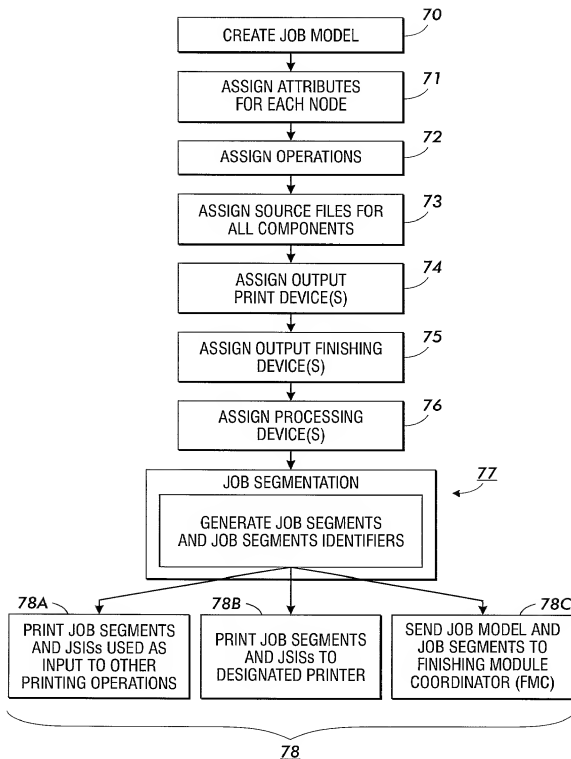 70
CREATE JOB MODEL
71
ASSIGN ATTRIBUTES
FOR EACH NODE
72
ASSIGN OPERATIONS
73
ASSIGN SOURCE FILES FOR
ALL COMPONENTS
74
ASSIGN OUTPUT
PRINT DEVICE(S)
75
ASSIGN OUTPUT FINISHING
DEVICE(S)
76
ASSIGN PROCESSING
DEVICE(S)
JOB SEGMENTATION
77
GENERATE JOB SEGMENTS
AND JOB SEGMENTS IDENTIFIERS
78A
PRINT JOB SEGMENTS
AND JSISs USED AS
INPUT TO OTHER
PRINTING OPERATIONS
78B
PRINT JOB SEGMENTS
AND JSISs TO
DESIGNATED PRINTER
78C
SEND JOB MODEL AND
JOB SEGMENTS TO
FINISHING MODULE
COORDINATOR (FMC)
78